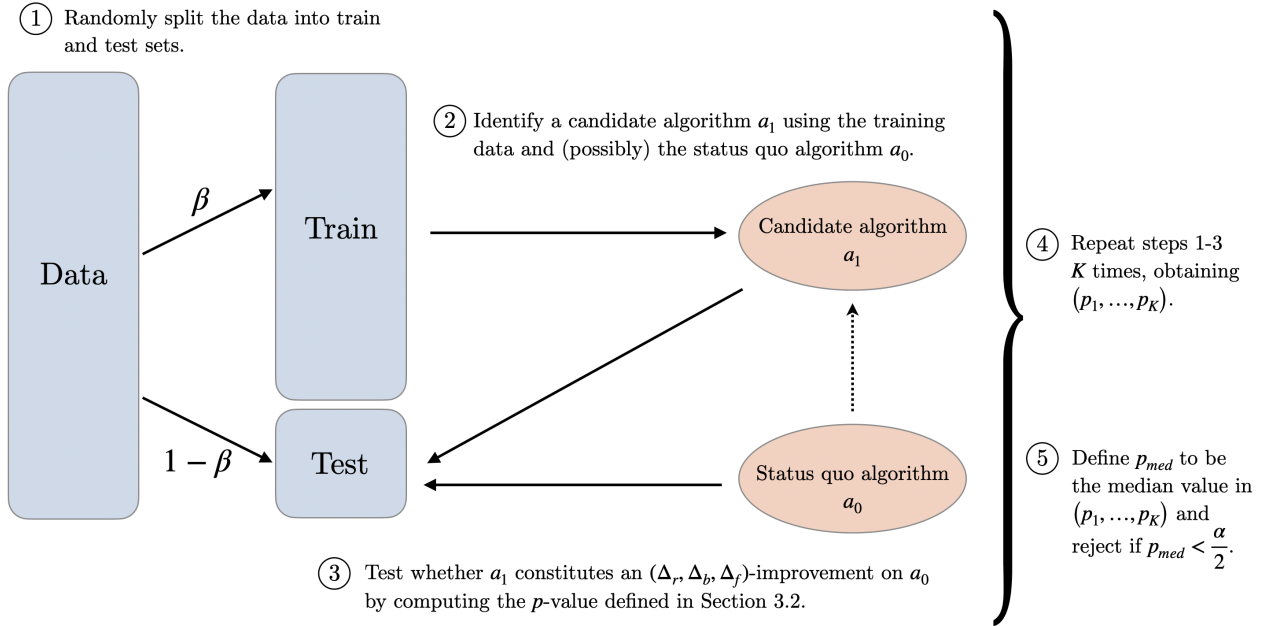 ① Randomly split the data into train
and test sets.
Data
β
1 − β
Train
Test
② Identify a candidate algorithm a₁ using the training
data and (possibly) the status quo algorithm a₀.
Candidate algorithm
a₁
Status quo algorithm
a₀
③ Test whether a₁ constitutes an (Δᵣ, Δ_b, Δ_f)-improvement on a₀
by computing the p-value defined in Section 3.2.
④ Repeat steps 1-3
K times, obtaining
(p₁, …, p_K).
⑤ Define p_med to be
the median value in
(p₁, …, p_K) and
reject if p_med < α/2.